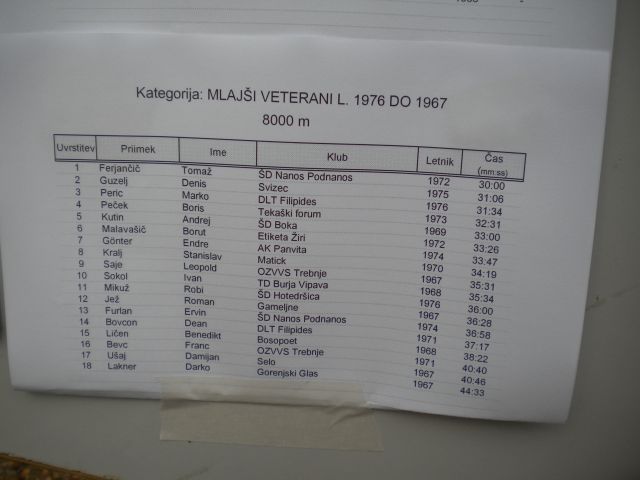 Kategorija: MLAJŠI VETERANI L. 1976 DO 1967
8000 m
Uvrstitev Priimek Ime Klub Letnik Čas
(mm:ss)
1 Ferjančič Tomaž ŠD Nanos Podnanos 1972 30:00
2 Guzelj Denis Svizec 1975 31:06
3 Peric Marko DLT Filipides 1976 31:34
4 Peček Boris Tekaški forum 1973 32:31
5 Kutin Andrej ŠD Boka 1969 33:00
6 Malavašič Borut Etiketa Žiri 1972 33:26
7 Gönter Endre AK Panvita 1974 33:47
8 Kralj Stanislav Matick 1970 34:19
9 Saje Leopold OZVVS Trebnje 1967 35:31
10 Sokol Ivan TD Burja Vipava 1968 35:34
11 Mikuž Robi ŠD Hotedršica 1976 36:00
12 Jež Roman Gameljne 1967 36:28
13 Furlan Ervin ŠD Nanos Podnanos 1974 36:58
14 Bovcon Dean DLT Filipides 1971 37:17
15 Ličen Benedikt Bosopoet 1968 38:22
16 Bevc Franc OZVVS Trebnje 1971 40:40
17 Ušaj Damijan Selo 1967 40:46
18 Lakner Darko Gorenjski Glas 1967 44:33